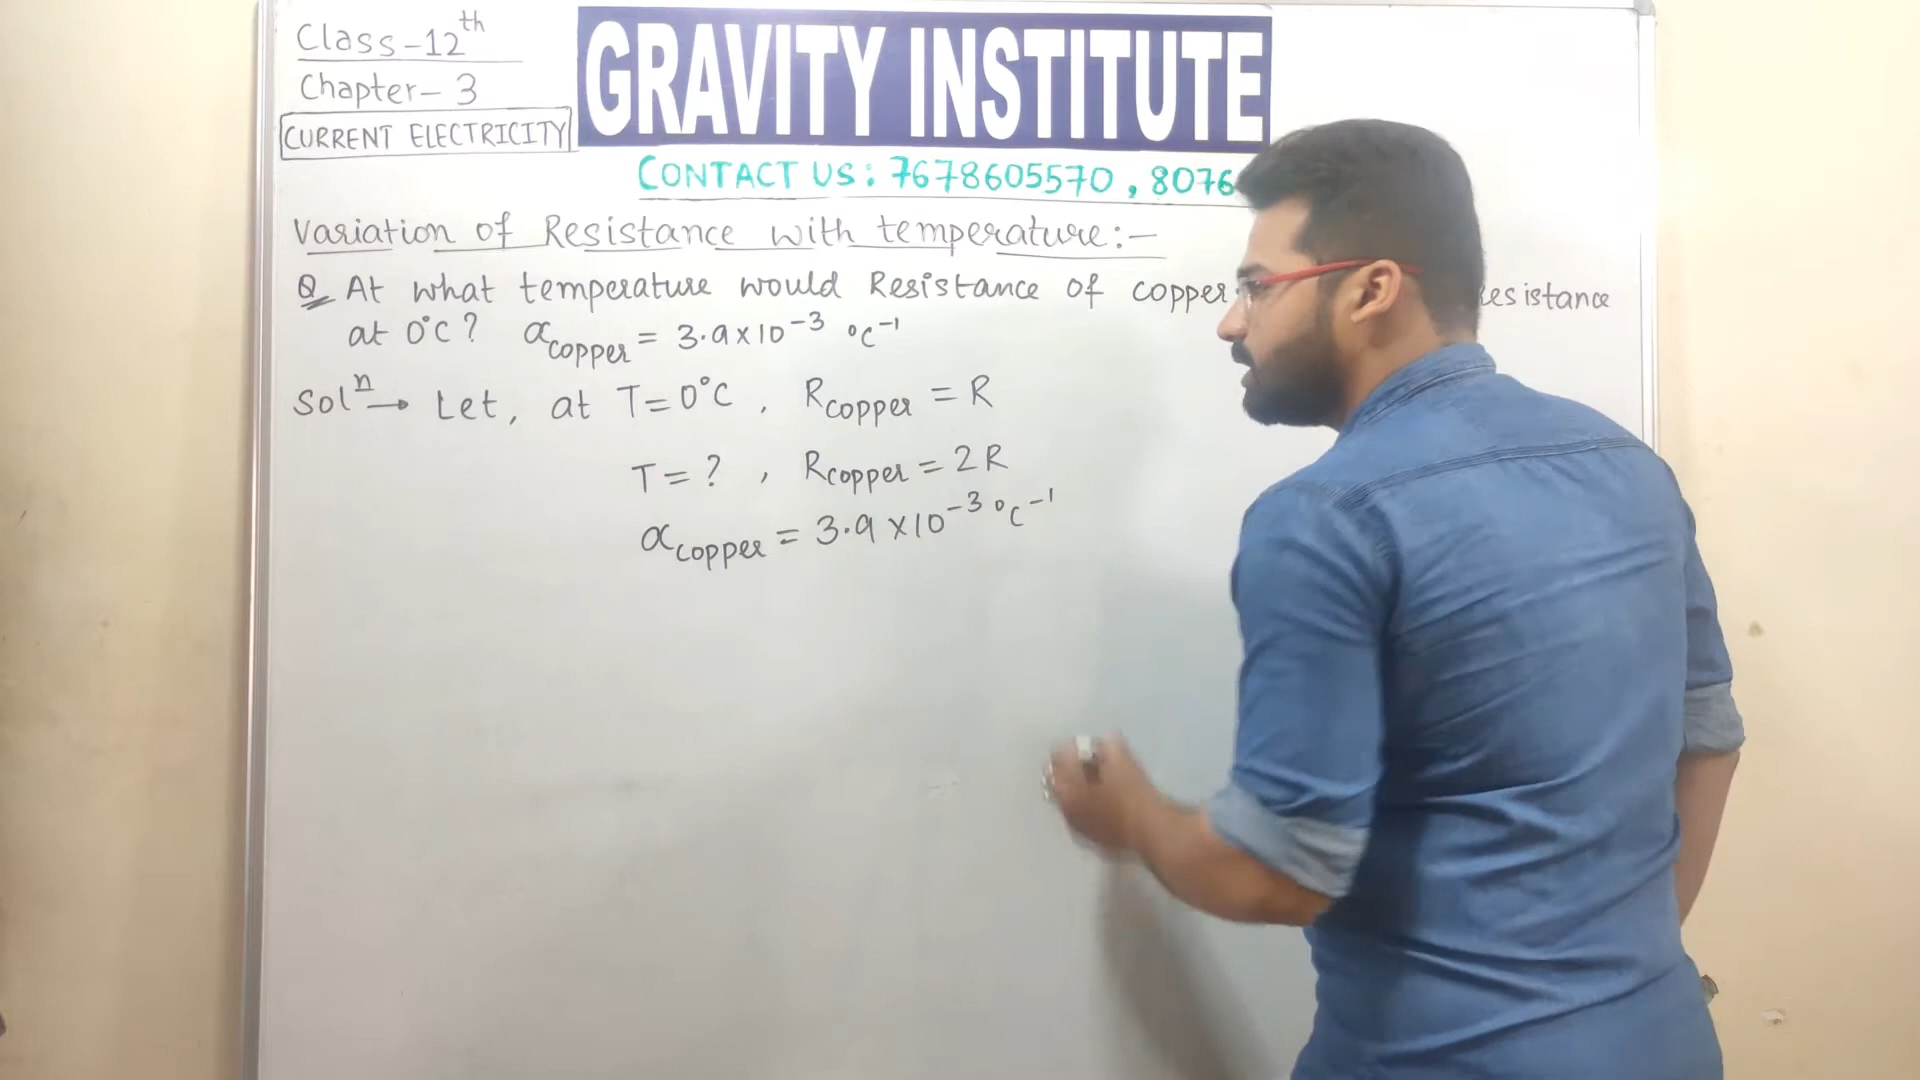 Class-12th
Chapter- 3
CURRENT ELECTRICITY
GRAVITY INSTITUTE
CONTACT US: 7678605570, 8076
Variation of Resistance with temperature:-
Q At what temperature would Resistance of copper Resistance
at 0°C? αcopper = 3.9×10⁻³ °C⁻¹
Solⁿ→ Let, at T=0°C, Rcopper = R
T=?, Rcopper = 2R
αcopper = 3.9×10⁻³ °C⁻¹